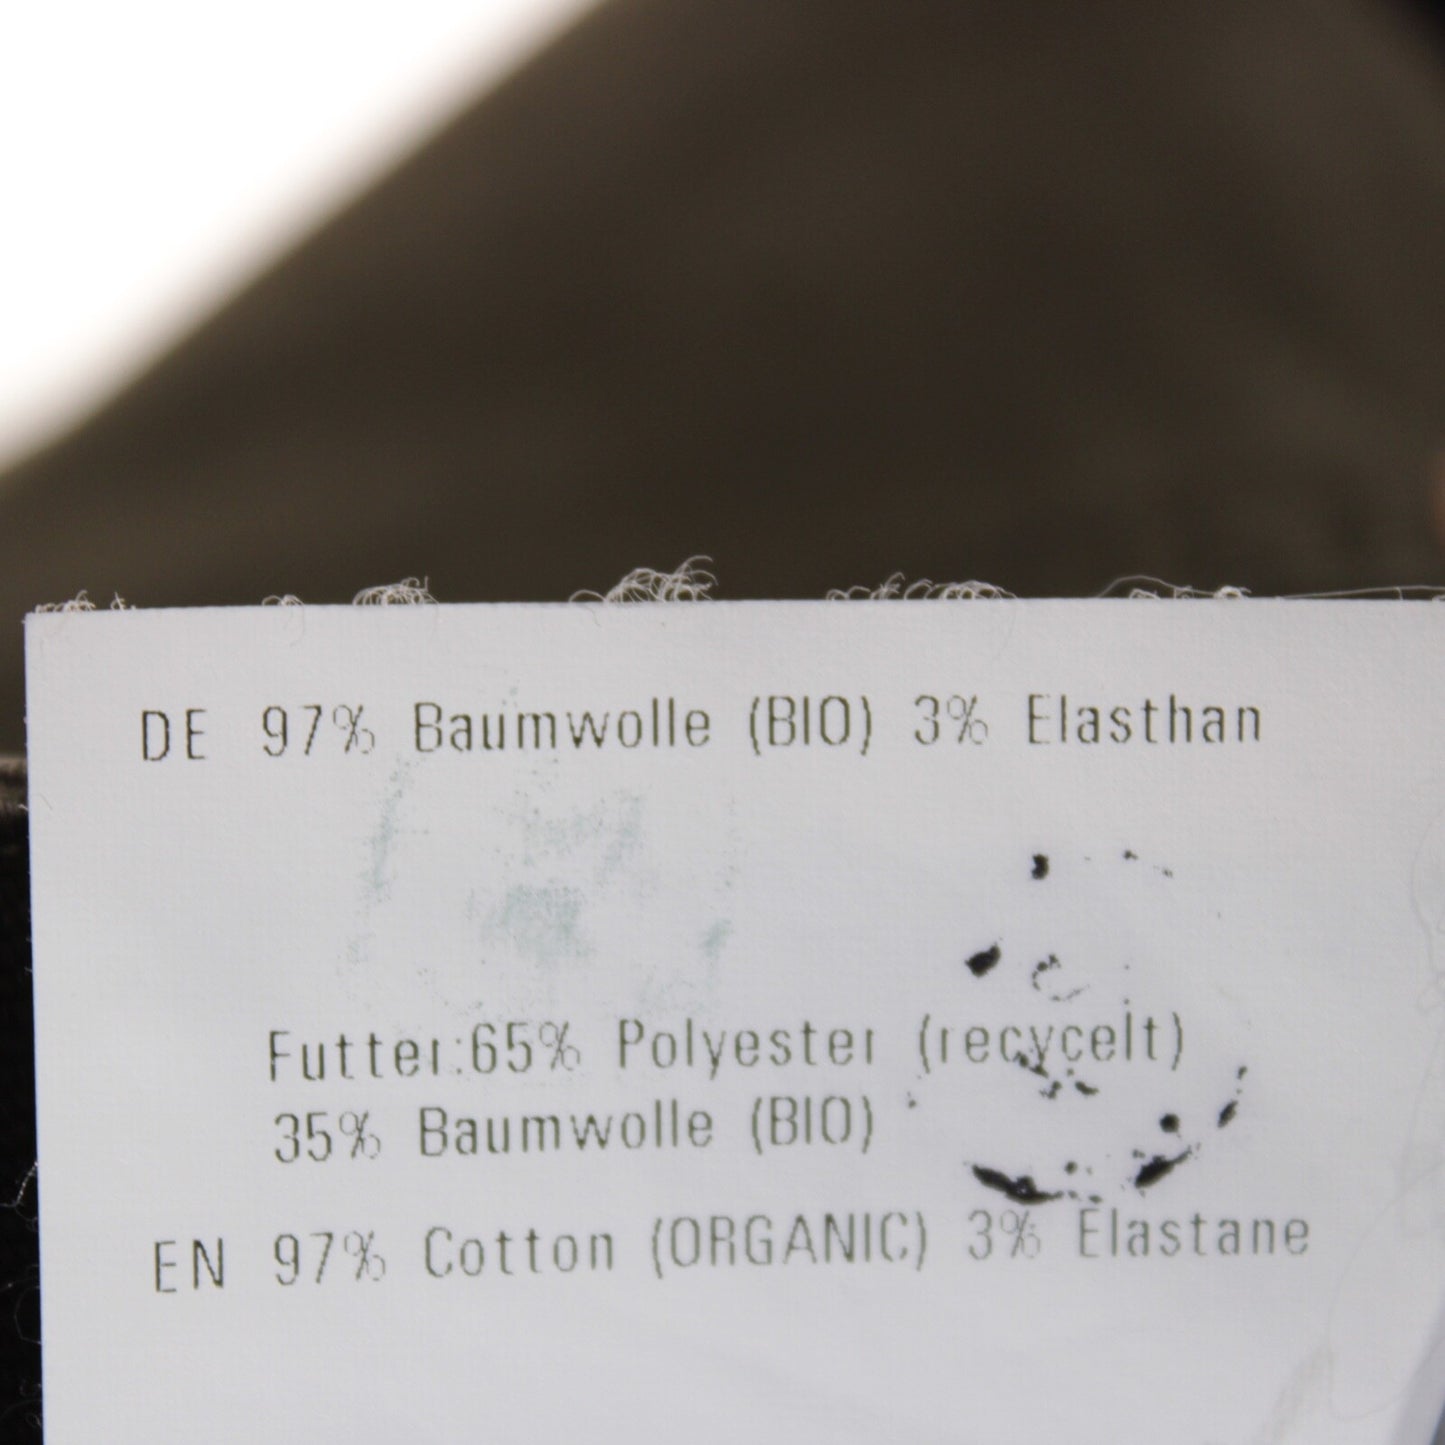 DE 97% Baumwolle (BIO) 3% Elasthan
Futter:65% Polyester (recycelt)
35% Baumwolle (BIO)
EN 97% Cotton (ORGANIC) 3% Elastane